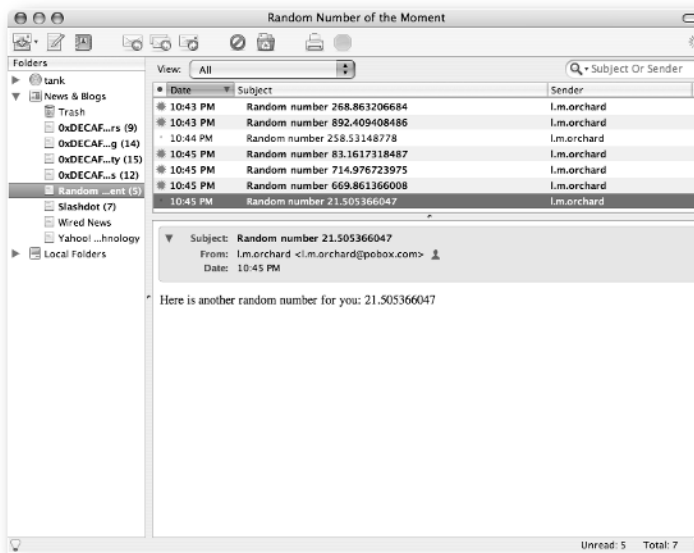 Random Number of the Moment
Folders
tank
News & Blogs
Trash
0xDECAF...rs (9)
0xDECAF...g (14)
0xDECAF...ty (15)
0xDECAF...s (12)
Random ...ent (5)
Slashdot (7)
Wired News
Yahoo! ...hnology
Local Folders
View: All
Subject Or Sender
Date Subject Sender
10:43 PM Random number 268.863206684 l.m.orchard
10:43 PM Random number 892.409408486 l.m.orchard
10:44 PM Random number 258.53148778 l.m.orchard
10:45 PM Random number 83.1617318487 l.m.orchard
10:45 PM Random number 714.976723975 l.m.orchard
10:45 PM Random number 669.861366008 l.m.orchard
10:45 PM Random number 21.505366047 l.m.orchard
Subject: Random number 21.505366047
From: l.m.orchard <l.m.orchard@pobox.com>
Date: 10:45 PM
Here is another random number for you: 21.505366047
Unread: 5 Total: 7